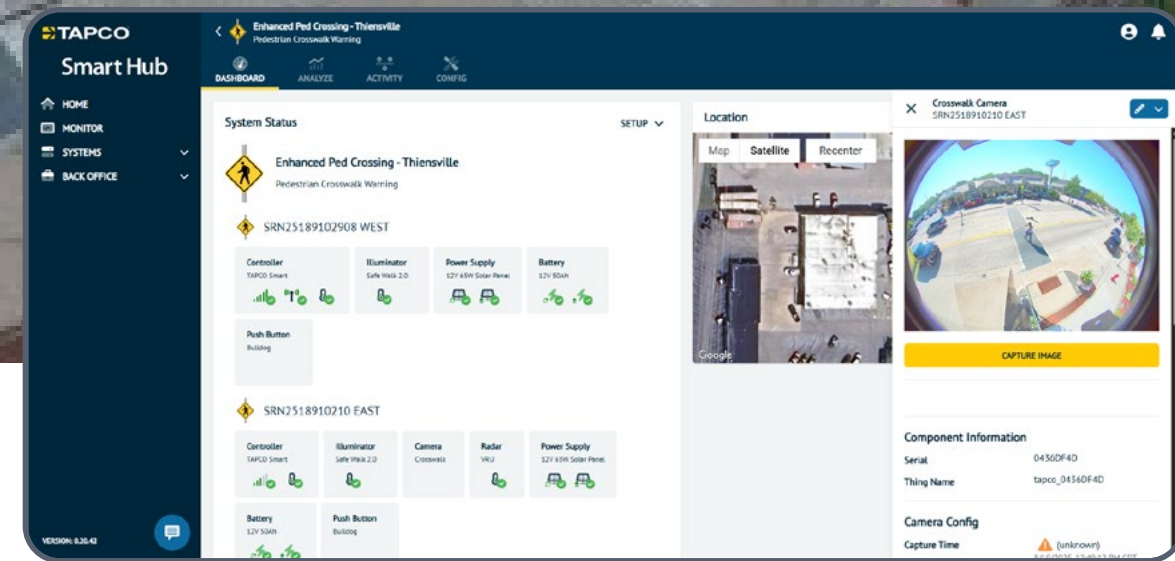 TAPCO
Smart Hub
HOME
MONITOR
SYSTEMS
BACK OFFICE
VERSION: 8.20.42
Enhanced Ped Crossing - Thiensville
Pedestrian Crosswalk Warning
DASHBOARD
ANALYZE
ACTIVITY
CONFIG
System Status
SETUP
Enhanced Ped Crossing - Thiensville
Pedestrian Crosswalk Warning
SRN25189102908 WEST
Controller
TAPCO Smart
Illuminator
Safe Walk 2.0
Power Supply
12V 65W Solar Panel
Battery
12V 50Ah
Push Button
Bulldog
SRN2518910210 EAST
Controller
TAPCO Smart
Illuminator
Safe Walk 2.0
Camera
Crosswalk
Radar
VRU
Power Supply
12V 65W Solar Panel
Battery
12V 50Ah
Push Button
Bulldog
Location
Map
Satellite
Recenter
Google
Crosswalk Camera
SRN2518910210 EAST
CAPTURE IMAGE
Component Information
Serial
0436DF4D
Thing Name
tapco_0436DF4D
Camera Config
Capture Time
(unknown)